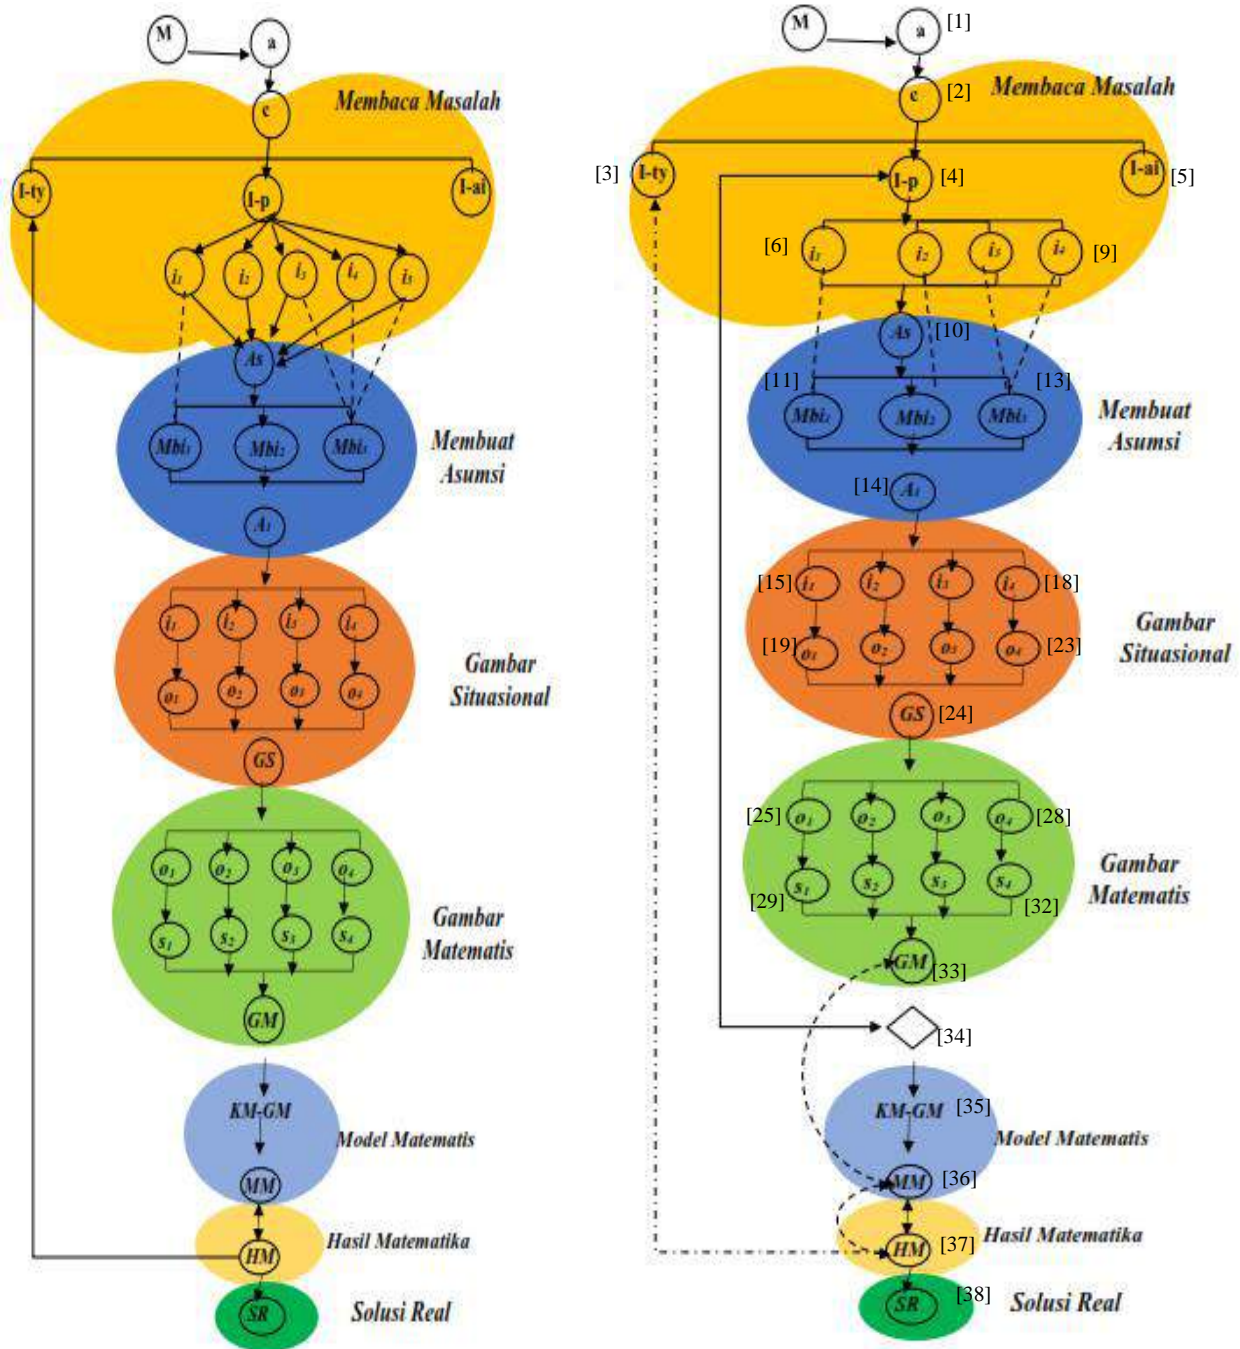 M
a
c
Membaca Masalah
I-ty
I-p
I-ai
i1
i2
i3
i4
i5
As
Mbi1
Mbi2
Mbi3
Membuat
Asumsi
A1
i1
i2
i3
i4
Gambar
Situasional
o1
o2
o3
o4
GS
o1
o2
o3
o4
Gambar
Matematis
s1
s2
s3
s4
GM
KM-GM
Model Matematis
MM
Hasil Matematika
HM
SR
Solusi Real
M
a [1]
c [2]
Membaca Masalah
[3] I-ty
I-p [4]
I-ai [5]
[6] i1
i2
i3
i4 [9]
As [10]
[11]
[13]
Mbi1
Mbi2
Mbi3
Membuat
Asumsi
[14] A1
[15] i1
i2
i3
i4 [18]
Gambar
Situasional
[19] o1
o2
o3
o4 [23]
GS [24]
[25] o1
o2
o3
o4 [28]
Gambar
Matematis
[29] s1
s2
s3
s4 [32]
GM [33]
[34]
KM-GM [35]
Model Matematis
MM [36]
Hasil Matematika
HM [37]
SR [38]
Solusi Real